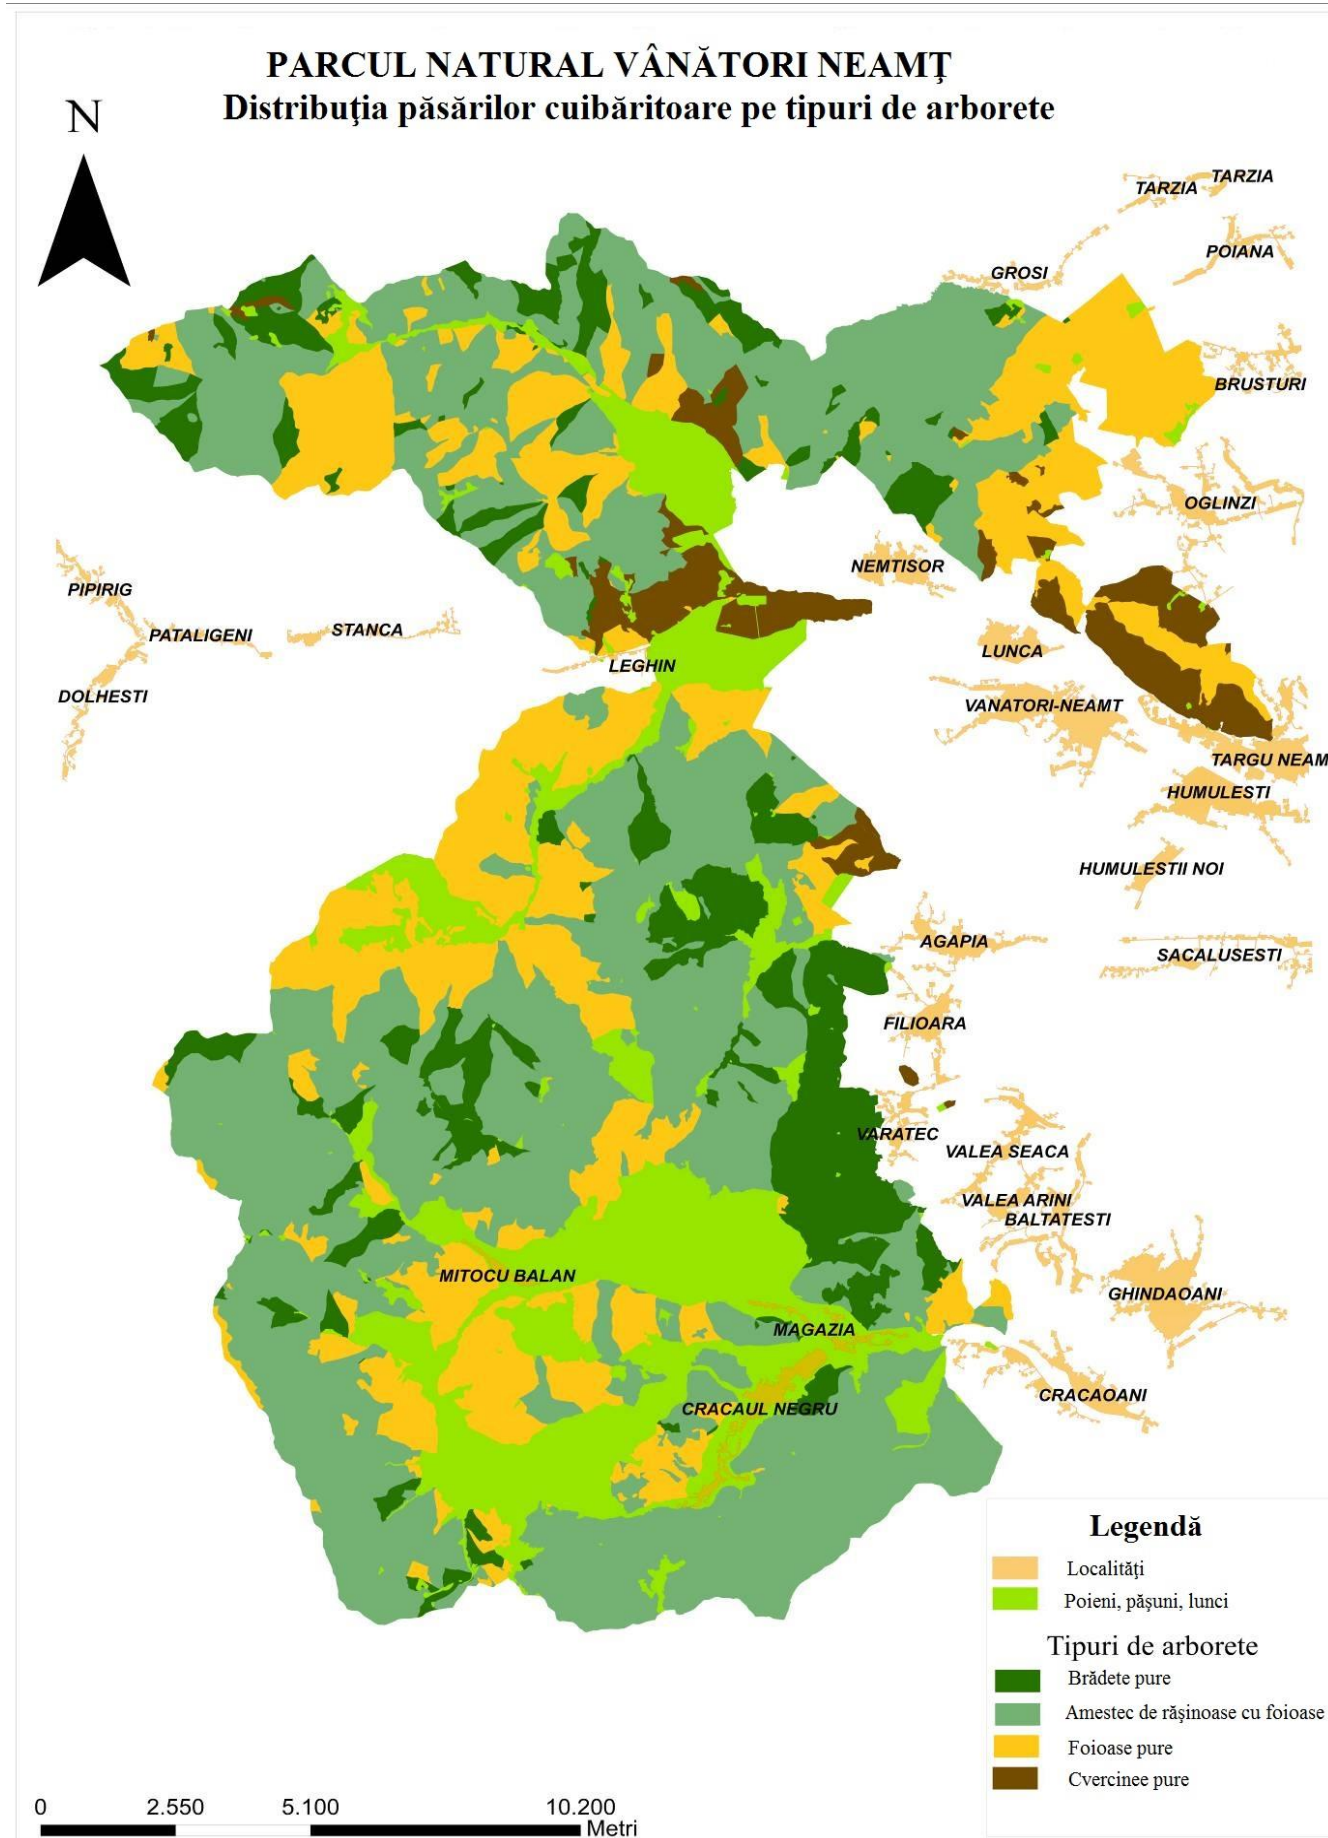 PARCUL NATURAL VÂNĂTORI NEAMŢ
Distribuţia păsărilor cuibăritoare pe tipuri de arborete
N
TARZIA
TARZIA
POIANA
GROSI
BRUSTURI
OGLINZI
NEMTISOR
PIPIRIG
PATALIGENI
STANCA
LUNCA
LEGHIN
DOLHESTI
VANATORI-NEAMT
TARGU NEAM
HUMULESTI
HUMULESTII NOI
AGAPIA
SACALUSESTI
FILIOARA
VARATEC
VALEA SEACA
VALEA ARINI
BALTATESTI
MITOCU BALAN
GHINDAOANI
MAGAZIA
CRACAOANI
CRACAUL NEGRU
Legendă
Localităţi
Poieni, păşuni, lunci
Tipuri de arborete
Brădete pure
Amestec de răşinoase cu foioase
Foioase pure
Cvercinee pure
0 2.550 5.100 10.200
Metri